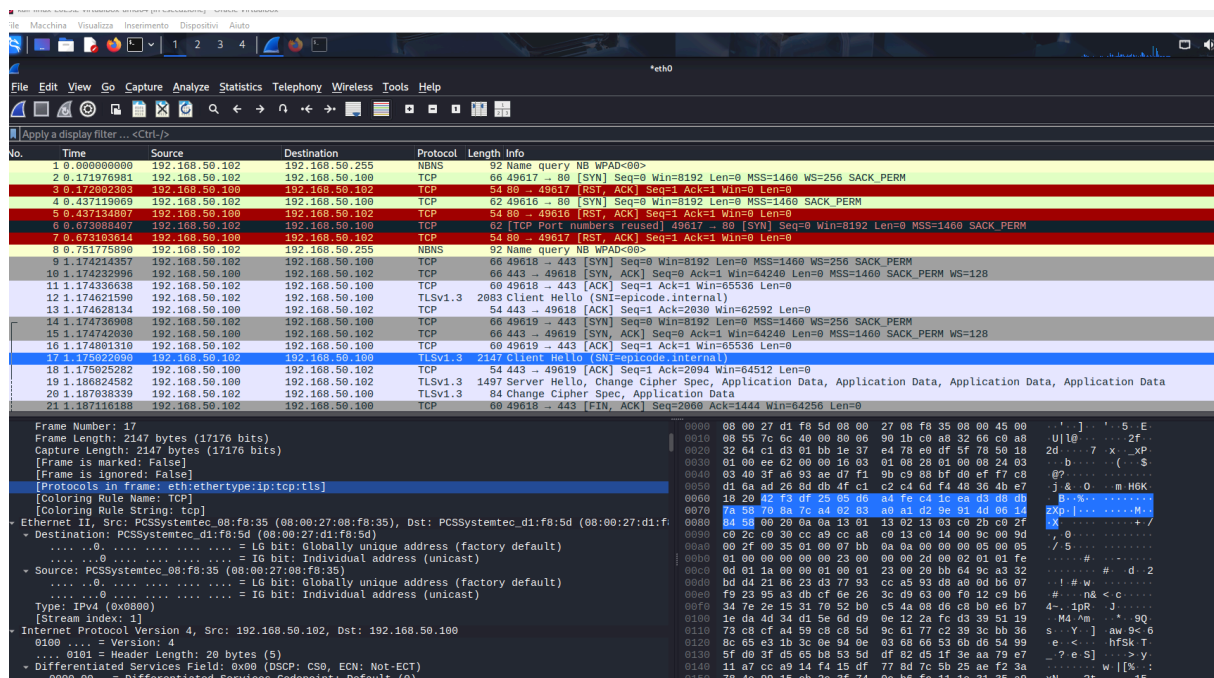 File Macchina Visualizza Inserimento Dispositivi Aiuto
1 2 3 4
*eth0
File Edit View Go Capture Analyze Statistics Telephony Wireless Tools Help
Apply a display filter ... <Ctrl-/>
No. Time Source Destination Protocol Length Info
1 0.000000000 192.168.50.102 192.168.50.255 NBNS 92 Name query NB WPAD<00>
2 0.171976981 192.168.50.102 192.168.50.100 TCP 66 49617 → 80 [SYN] Seq=0 Win=8192 Len=0 MSS=1460 WS=256 SACK_PERM
3 0.172002303 192.168.50.100 192.168.50.102 TCP 54 80 → 49617 [RST, ACK] Seq=1 Ack=1 Win=0 Len=0
4 0.437119069 192.168.50.102 192.168.50.100 TCP 62 49616 → 80 [SYN] Seq=0 Win=8192 Len=0 MSS=1460 SACK_PERM
5 0.437134807 192.168.50.100 192.168.50.102 TCP 54 80 → 49616 [RST, ACK] Seq=1 Ack=1 Win=0 Len=0
6 0.673088407 192.168.50.102 192.168.50.100 TCP 62 [TCP Port numbers reused] 49617 → 80 [SYN] Seq=0 Win=8192 Len=0 MSS=1460 SACK_PERM
7 0.673103614 192.168.50.100 192.168.50.102 TCP 54 80 → 49617 [RST, ACK] Seq=1 Ack=1 Win=0 Len=0
8 0.751775890 192.168.50.102 192.168.50.255 NBNS 92 Name query NB WPAD<00>
9 1.174214357 192.168.50.102 192.168.50.100 TCP 66 49618 → 443 [SYN] Seq=0 Win=8192 Len=0 MSS=1460 WS=256 SACK_PERM
10 1.174232996 192.168.50.100 192.168.50.102 TCP 66 443 → 49618 [SYN, ACK] Seq=0 Ack=1 Win=64240 Len=0 MSS=1460 SACK_PERM WS=128
11 1.174336638 192.168.50.102 192.168.50.100 TCP 60 49618 → 443 [ACK] Seq=1 Ack=1 Win=65536 Len=0
12 1.174621590 192.168.50.102 192.168.50.100 TLSv1.3 2083 Client Hello (SNI=epicode.internal)
13 1.174628134 192.168.50.100 192.168.50.102 TCP 54 443 → 49618 [ACK] Seq=1 Ack=2030 Win=62592 Len=0
14 1.174736908 192.168.50.102 192.168.50.100 TCP 66 49619 → 443 [SYN] Seq=0 Win=8192 Len=0 MSS=1460 WS=256 SACK_PERM
15 1.174742030 192.168.50.100 192.168.50.102 TCP 66 443 → 49619 [SYN, ACK] Seq=0 Ack=1 Win=64240 Len=0 MSS=1460 SACK_PERM WS=128
16 1.174801310 192.168.50.102 192.168.50.100 TCP 60 49619 → 443 [ACK] Seq=1 Ack=1 Win=65536 Len=0
17 1.175022090 192.168.50.102 192.168.50.100 TLSv1.3 2147 Client Hello (SNI=epicode.internal)
18 1.175025282 192.168.50.100 192.168.50.102 TCP 54 443 → 49619 [ACK] Seq=1 Ack=2094 Win=64512 Len=0
19 1.186824582 192.168.50.100 192.168.50.102 TLSv1.3 1497 Server Hello, Change Cipher Spec, Application Data, Application Data, Application Data, Application Data
20 1.187038339 192.168.50.102 192.168.50.100 TLSv1.3 84 Change Cipher Spec, Application Data
21 1.187116188 192.168.50.102 192.168.50.100 TCP 60 49618 → 443 [FIN, ACK] Seq=2060 Ack=1444 Win=64256 Len=0
Frame Number: 17
Frame Length: 2147 bytes (17176 bits)
Capture Length: 2147 bytes (17176 bits)
[Frame is marked: False]
[Frame is ignored: False]
[Protocols in frame: eth:ethertype:ip:tcp:tls]
[Coloring Rule Name: TCP]
[Coloring Rule String: tcp]
Ethernet II, Src: PCSSystemtec_08:f8:35 (08:00:27:08:f8:35), Dst: PCSSystemtec_d1:f8:5d (08:00:27:d1:f8
Destination: PCSSystemtec_d1:f8:5d (08:00:27:d1:f8:5d)
.... ..0. .... .... .... .... = LG bit: Globally unique address (factory default)
.... ...0 .... .... .... .... = IG bit: Individual address (unicast)
Source: PCSSystemtec_08:f8:35 (08:00:27:08:f8:35)
.... ..0. .... .... .... .... = LG bit: Globally unique address (factory default)
.... ...0 .... .... .... .... = IG bit: Individual address (unicast)
Type: IPv4 (0x0800)
[Stream index: 1]
Internet Protocol Version 4, Src: 192.168.50.102, Dst: 192.168.50.100
0100 .... = Version: 4
.... 0101 = Header Length: 20 bytes (5)
Differentiated Services Field: 0x00 (DSCP: CS0, ECN: Not-ECT)
0000 08 00 27 d1 f8 5d 08 00 27 08 f8 35 08 00 45 00
0010 08 55 7c 6c 40 00 80 06 90 1b c0 a8 32 66 c0 a8
0020 32 64 c1 d3 01 bb 1e 37 e4 78 e0 df 5f 78 50 18
0030 01 00 ee 62 00 00 16 03 01 08 28 01 00 08 24 03
0040 03 40 3f a6 93 ae d7 f1 9b c9 88 bf d0 ef f7 c8
0050 d1 6a ad 26 8d db 4f c1 c2 c4 6d f4 48 36 4b e7
0060 18 20 42 f3 df 25 05 d6 a4 fe c4 1c ea d3 d8 db
0070 7a 58 70 8a 7c a4 02 83 a0 a1 d2 9e 91 4d 06 14
0080 84 58 00 20 0a 0a 13 01 13 02 13 03 c0 2b c0 2f
0090 c0 2c c0 30 cc a9 cc a8 c0 13 c0 14 00 9c 00 9d
00a0 00 2f 00 35 01 00 07 bb 0a 0a 00 00 00 05 00 05
00b0 01 00 00 00 00 00 23 00 00 00 2d 00 02 01 01 fe
00c0 0d 01 1a 00 00 01 00 01 23 00 20 bb 64 9c a3 32
00d0 bd d4 21 86 23 d3 77 93 cc a5 93 d8 a0 0d b6 07
00e0 f9 23 95 a3 db cf 6e 26 3c d9 63 00 f0 12 c9 b6
00f0 34 7e 2e 15 31 70 52 b0 c5 4a 08 d6 c8 b0 e6 b7
0100 1e da 4d 34 d1 5e 6d d9 0e 12 2a fc d3 39 51 19
0110 73 c8 cf a4 59 c8 c8 5d 9c 61 77 c2 39 3c bb 36
0120 8c 65 e3 1b 3c 0e 94 0e 03 68 66 53 6b d6 54 99
0130 5f d0 3f d3 65 b8 53 5d df 82 d5 1f 3e aa 79 e7
0140 11 a7 cc a9 14 f4 15 df 77 8d 7c 5b 25 ae f2 3a